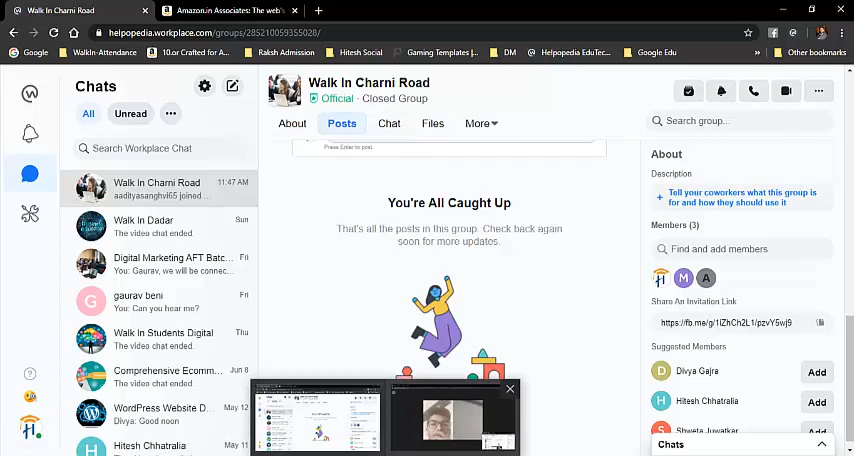 Walk In Charni Road
Amazon.in Associates: The web's
helpopedia.workplace.com/groups/285210059355028/
Google
WalkIn-Attendance
10.or Crafted for A...
Raksh Admission
Hitesh Social
Gaming Templates |...
DM
Helpopedia EduTec...
Google Edu
»
Other bookmarks
Chats
All
Unread
Search Workplace Chat
Walk In Charni Road
11:47 AM
aadityasanghvi65 joined ...
Walk In Dadar
Sun
The video chat ended.
Digital Marketing AFT Batc...
Fri
You: Gaurav, we will be connec...
G
gaurav beni
Fri
You: Can you hear me?
Walk In Students Digital
Thu
The video chat ended.
Comprehensive Ecomm...
Jun 8
The video chat ended.
WordPress Website D...
May 12
Divya: Good noon
H
Hitesh Chhatralia
May 11
Walk In Charni Road
Official · Closed Group
About
Posts
Chat
Files
More
Search group...
Press Enter to post.
You're All Caught Up
That's all the posts in this group. Check back again
soon for more updates.
About
Description
+ Tell your coworkers what this group is
for and how they should use it
Members (3)
Find and add members
M
A
Share An Invitation Link
https://fb.me/g/1lZhCh2L1/pzvY5wj9
Suggested Members
D
Divya Gajra
Add
H
Hitesh Chhatralia
Add
S
Shweta Juwatkar
Add
Chats